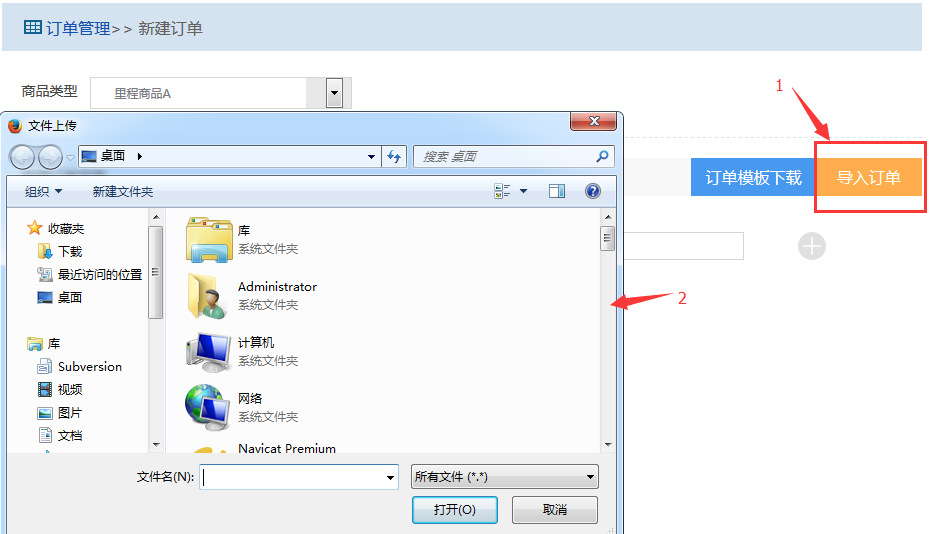 订单管理>> 新建订单
商品类型 里程商品A
1
文件上传
桌面
搜索 桌面
组织 新建文件夹
订单模板下载 导入订单
收藏夹
下载
最近访问的位置
桌面
库
Subversion
视频
图片
文档
库
系统文件夹
Administrator
系统文件夹
计算机
系统文件夹
网络
系统文件夹
Navicat Premium
2
文件名(N):
所有文件 (*.*)
打开(O) 取消